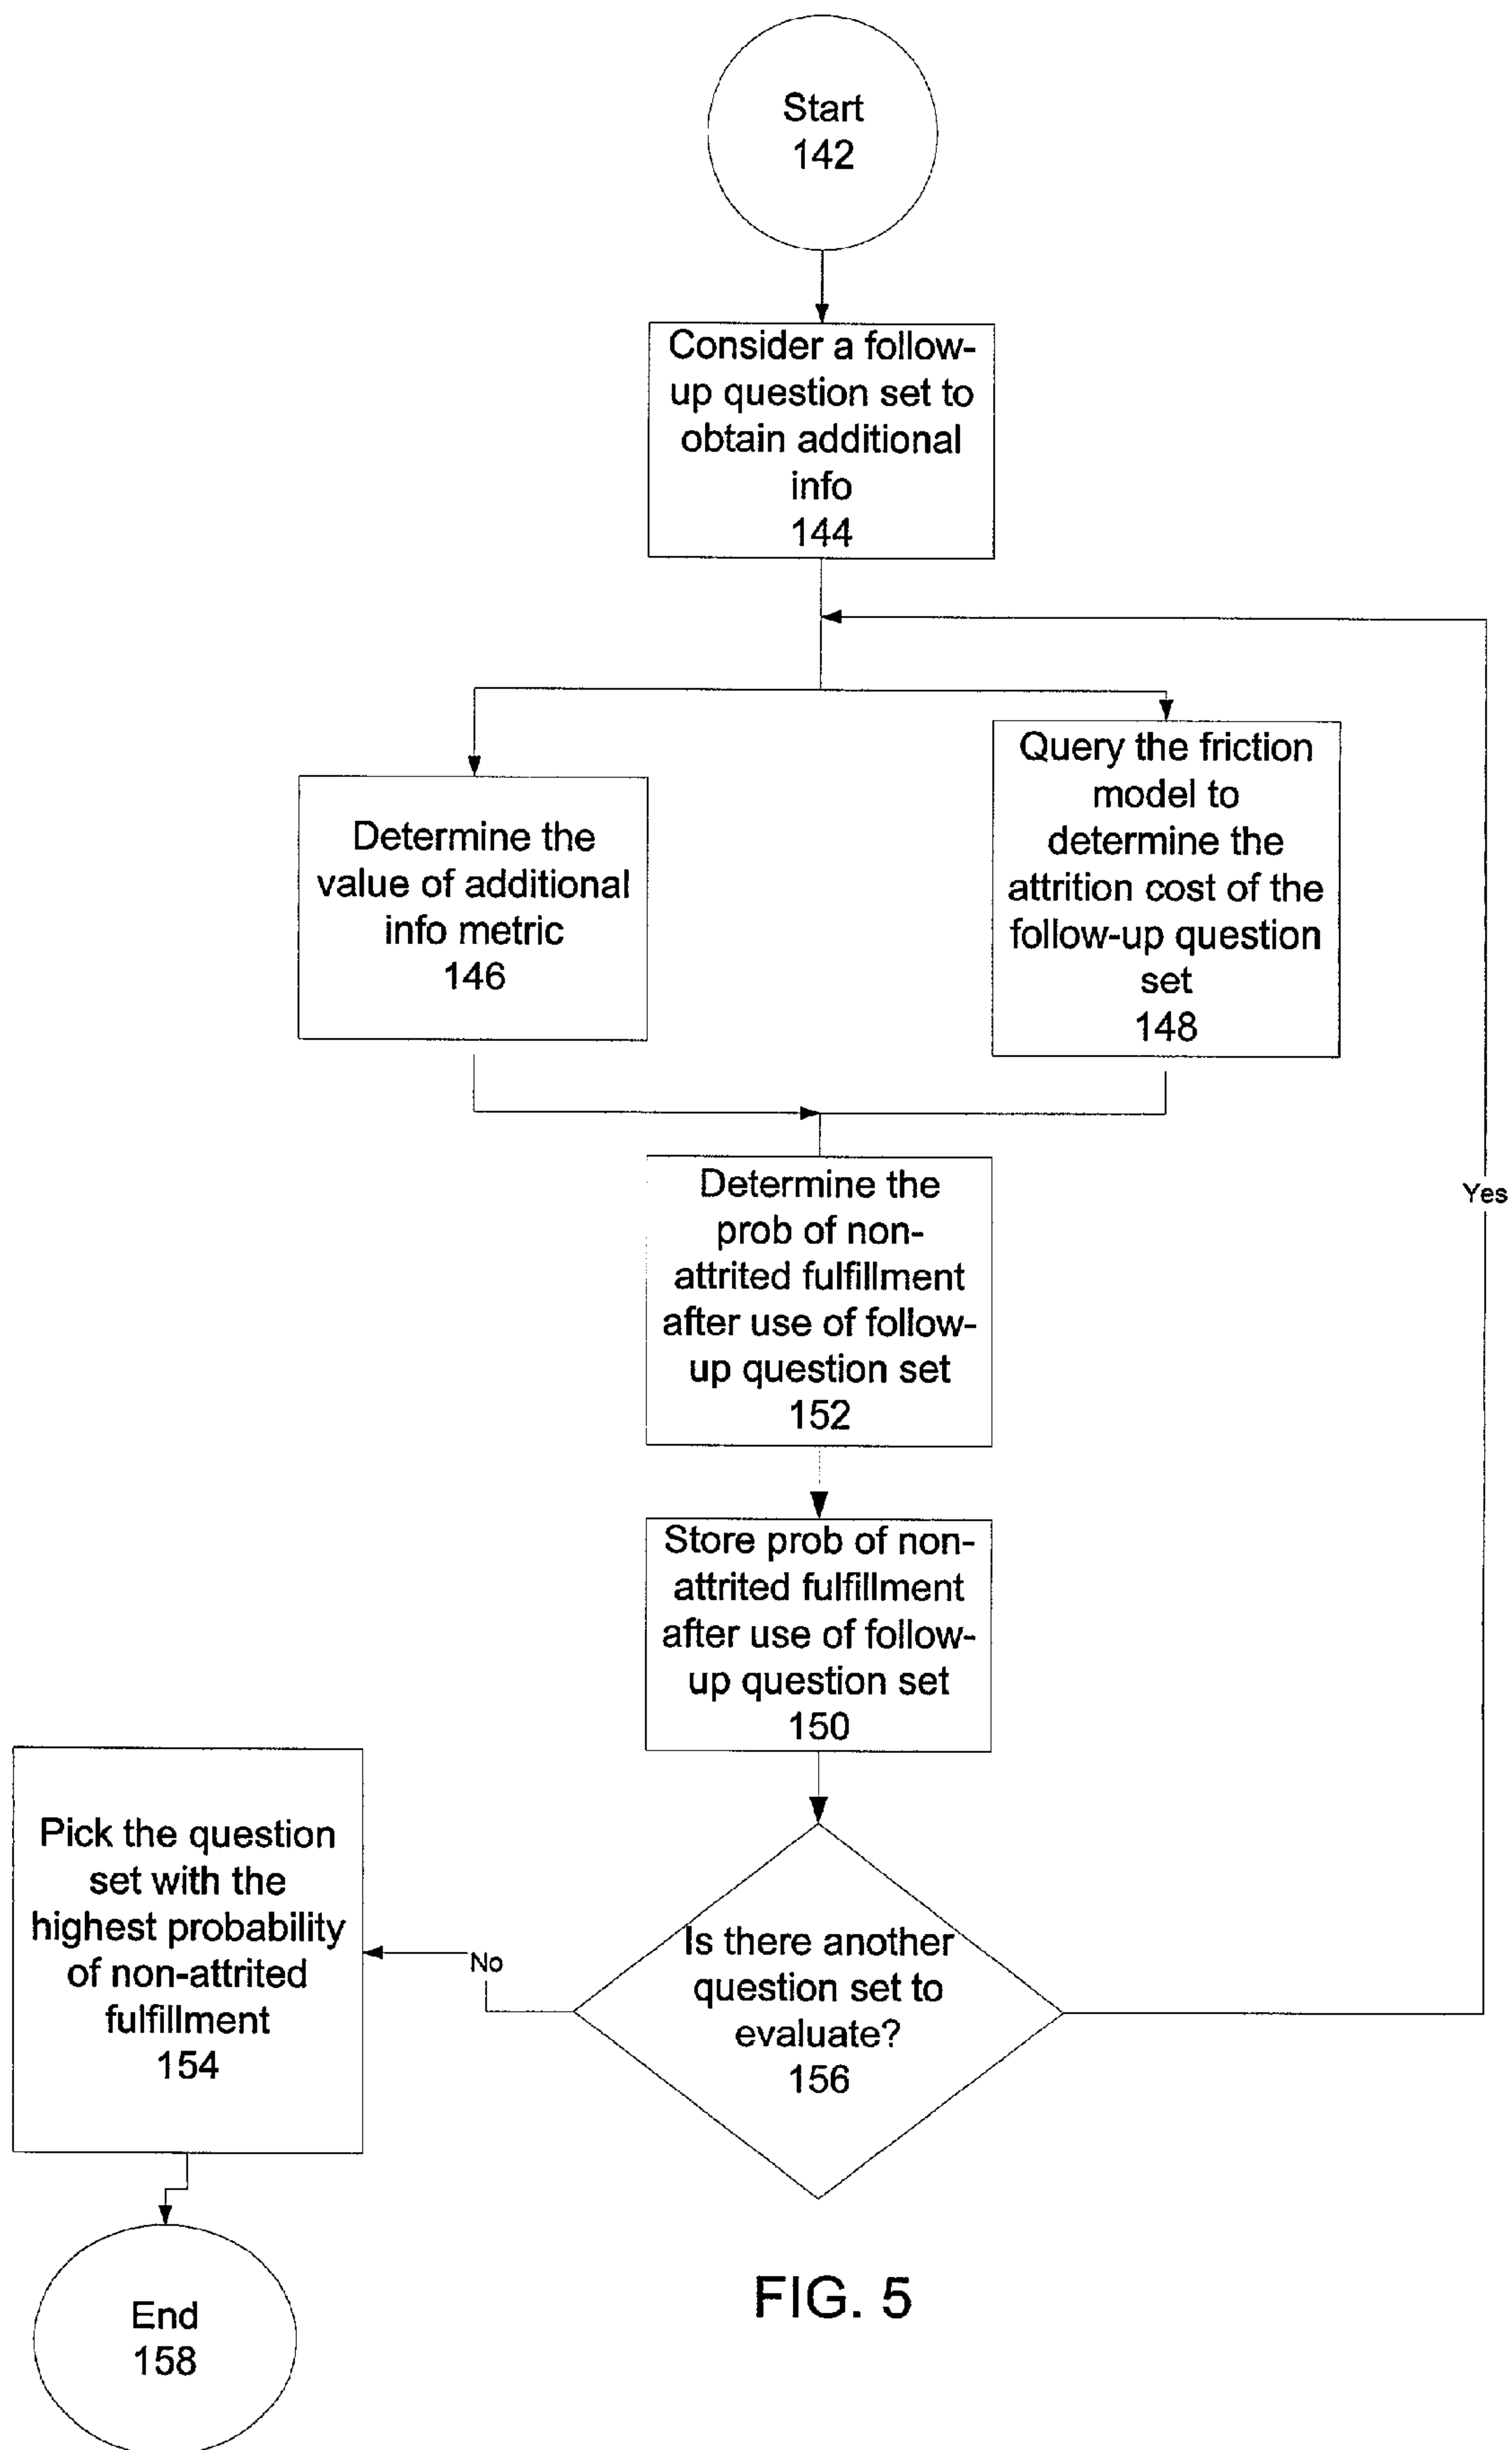 Start
142
Consider a follow-
up question set to
obtain additional
info
144
Determine the
value of additional
info metric
146
Query the friction
model to
determine the
attrition cost of the
follow-up question
set
148
Yes
Determine the
prob of non-
attrited fulfillment
after use of follow-
up question set
152
Store prob of non-
attrited fulfillment
after use of follow-
up question set
150
Is there another
question set to
evaluate?
156
No
Pick the question
set with the
highest probability
of non-attrited
fulfillment
154
End
158
FIG. 5